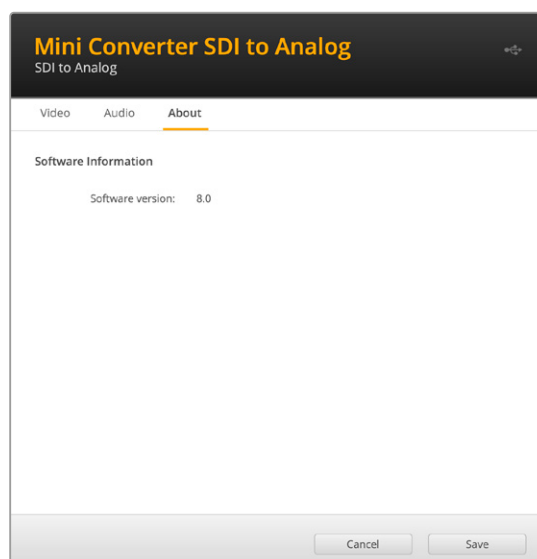 Mini Converter SDI to Analog
SDI to Analog
Video Audio About
Software Information
Software version: 8.0
Cancel Save